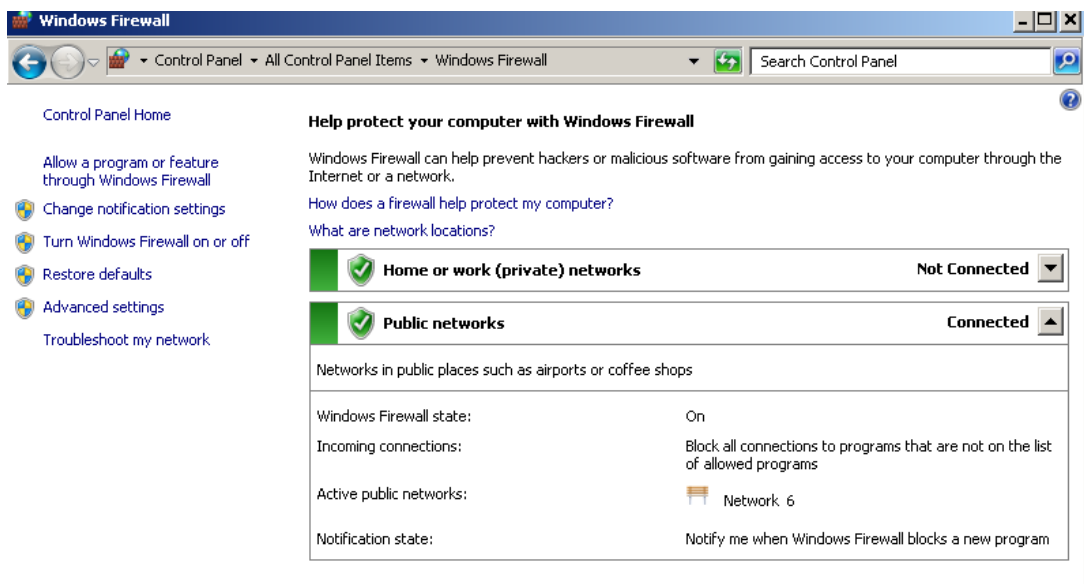 Windows Firewall
Control Panel All Control Panel Items Windows Firewall
Search Control Panel
Control Panel Home
Allow a program or feature
through Windows Firewall
Change notification settings
Turn Windows Firewall on or off
Restore defaults
Advanced settings
Troubleshoot my network
Help protect your computer with Windows Firewall
Windows Firewall can help prevent hackers or malicious software from gaining access to your computer through the
Internet or a network.
How does a firewall help protect my computer?
What are network locations?
Home or work (private) networks Not Connected
Public networks Connected
Networks in public places such as airports or coffee shops
Windows Firewall state: On
Incoming connections: Block all connections to programs that are not on the list
of allowed programs
Active public networks: Network 6
Notification state: Notify me when Windows Firewall blocks a new program